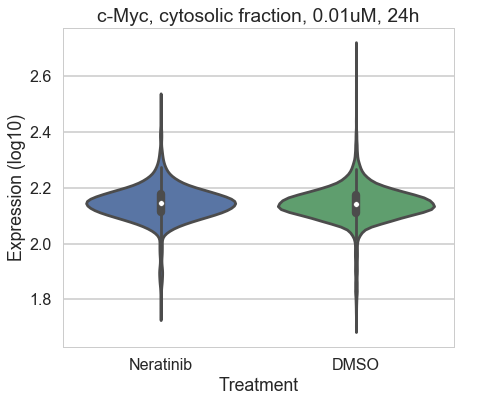 c-Myc, cytosolic fraction, 0.01uM, 24h
Expression (log10)
2.6
2.4
2.2
2.0
1.8
Neratinib DMSO
Treatment